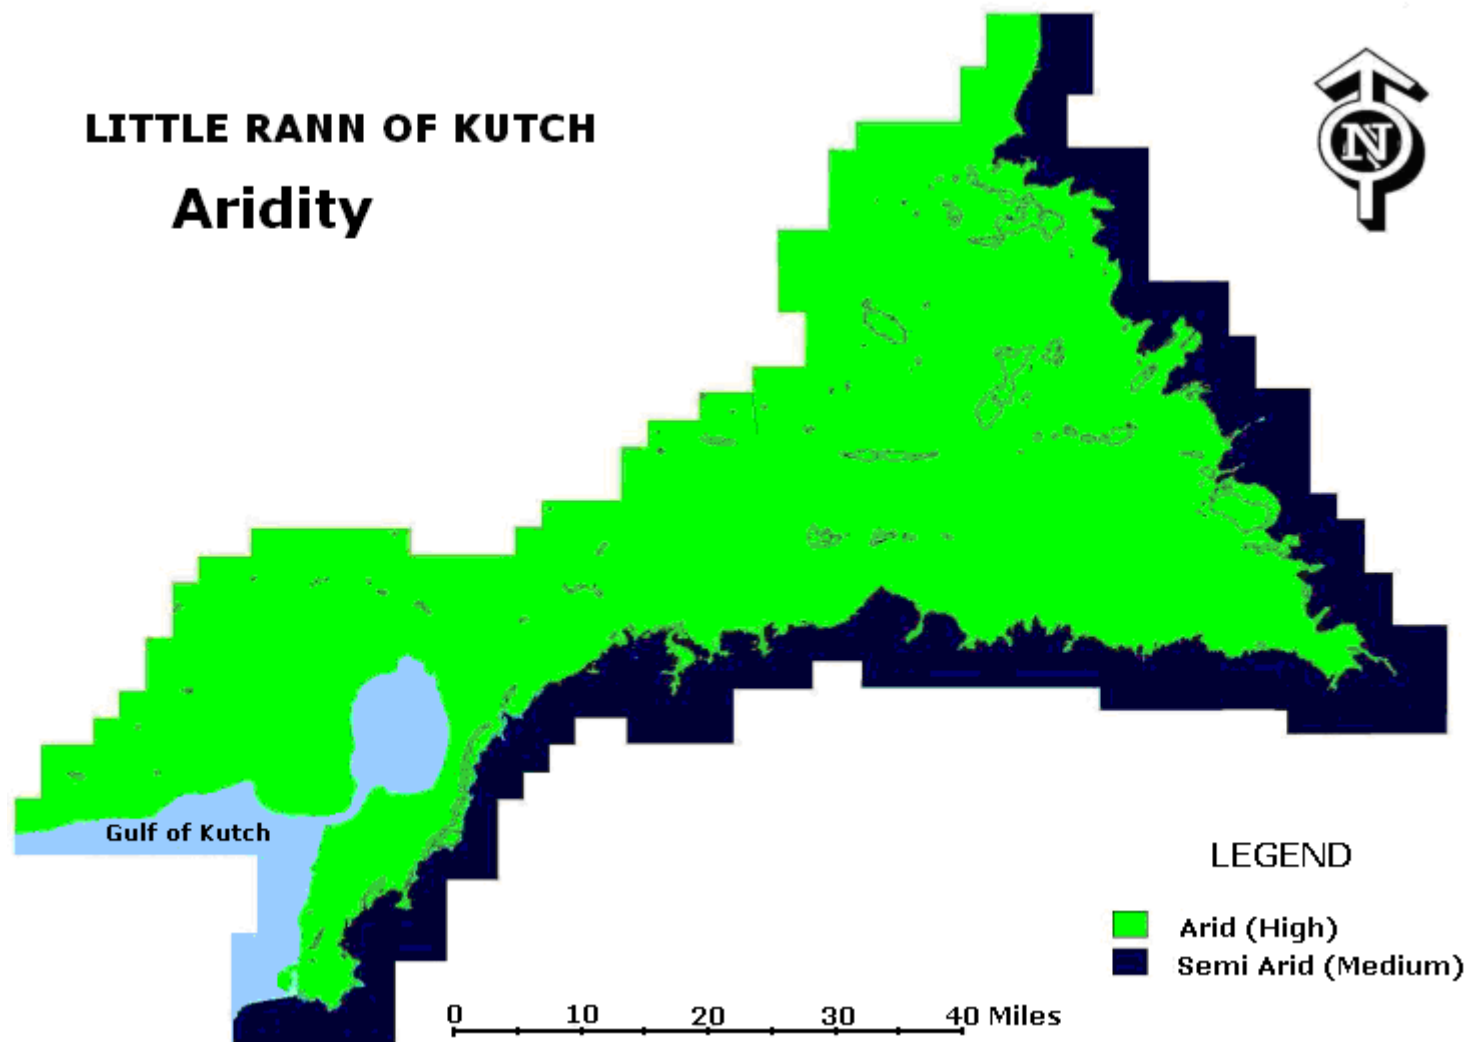 LITTLE RANN OF KUTCH
Aridity
N
Gulf of Kutch
LEGEND
Arid (High)
Semi Arid (Medium)
0 10 20 30 40 Miles